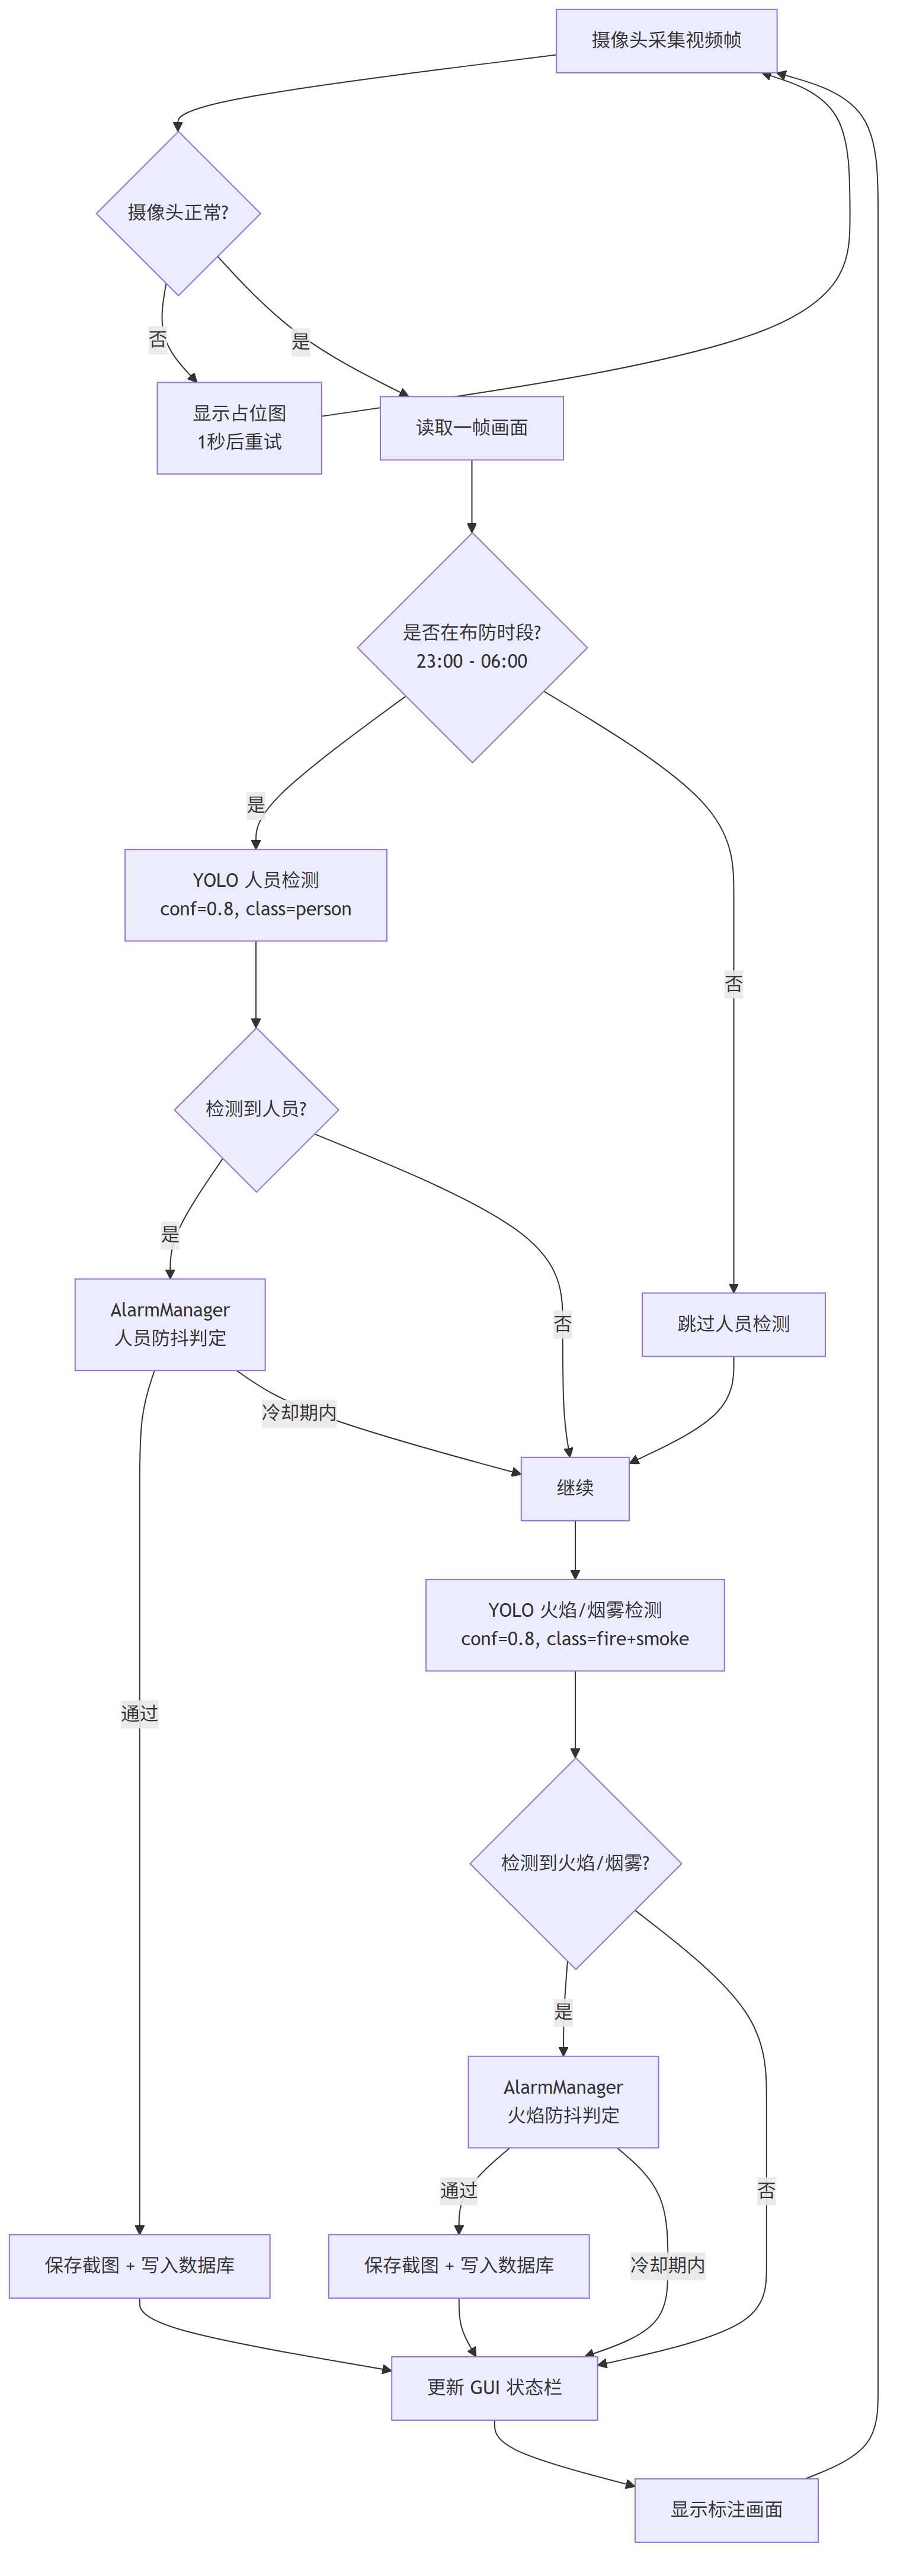 摄像头采集视频帧
摄像头正常?
否
是
显示占位图
1秒后重试
读取一帧画面
是否在布防时段?
23:00 - 06:00
是
YOLO 人员检测
conf=0.8, class=person
否
检测到人员?
是
AlarmManager
人员防抖判定
否
跳过人员检测
冷却期内
继续
YOLO 火焰/烟雾检测
conf=0.8, class=fire+smoke
通过
检测到火焰/烟雾?
是
AlarmManager
火焰防抖判定
通过
否
保存截图 + 写入数据库
保存截图 + 写入数据库
冷却期内
更新 GUI 状态栏
显示标注画面